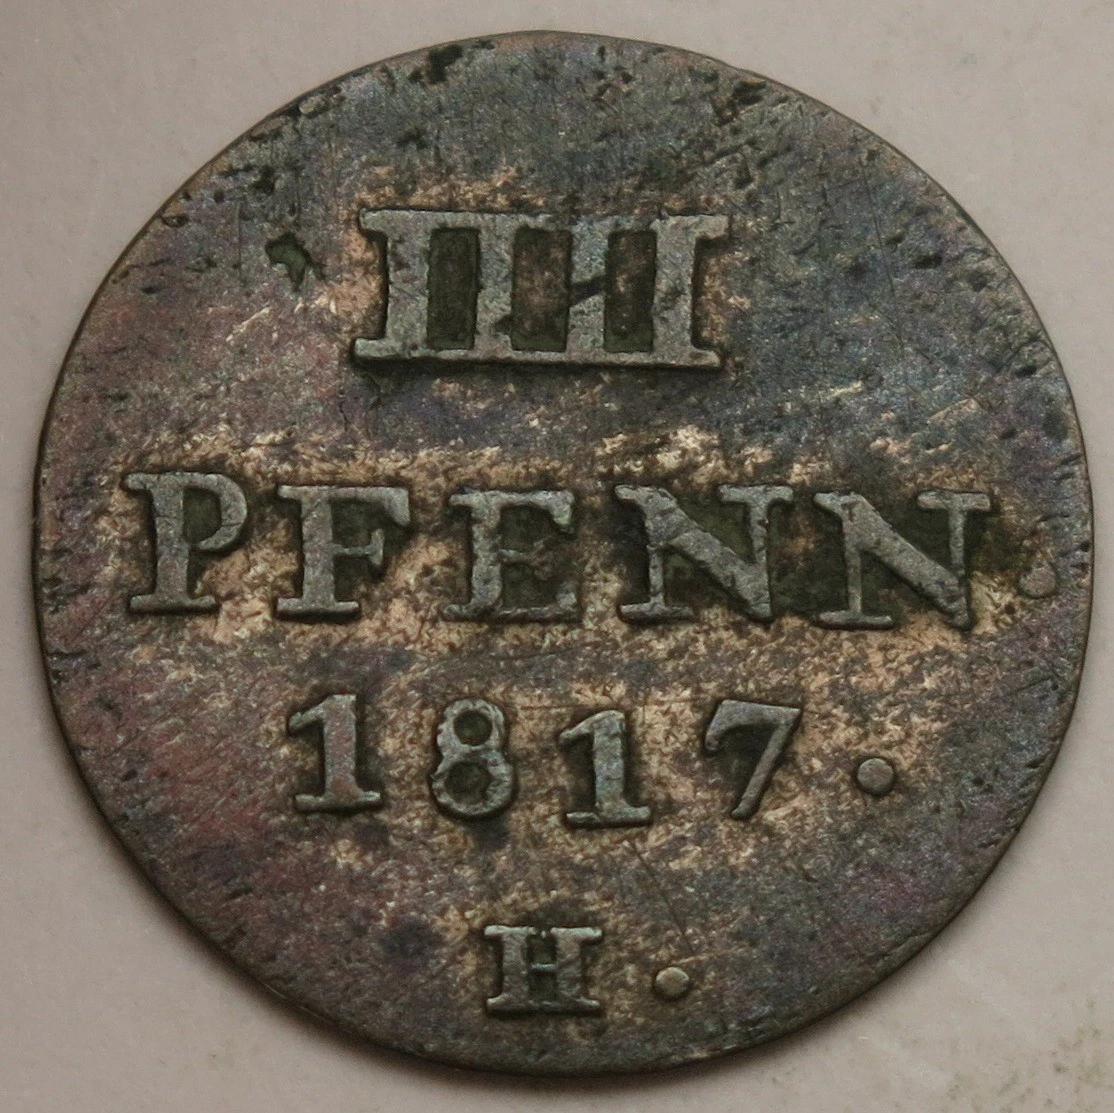 IIII
PFENN.
1817.
H.